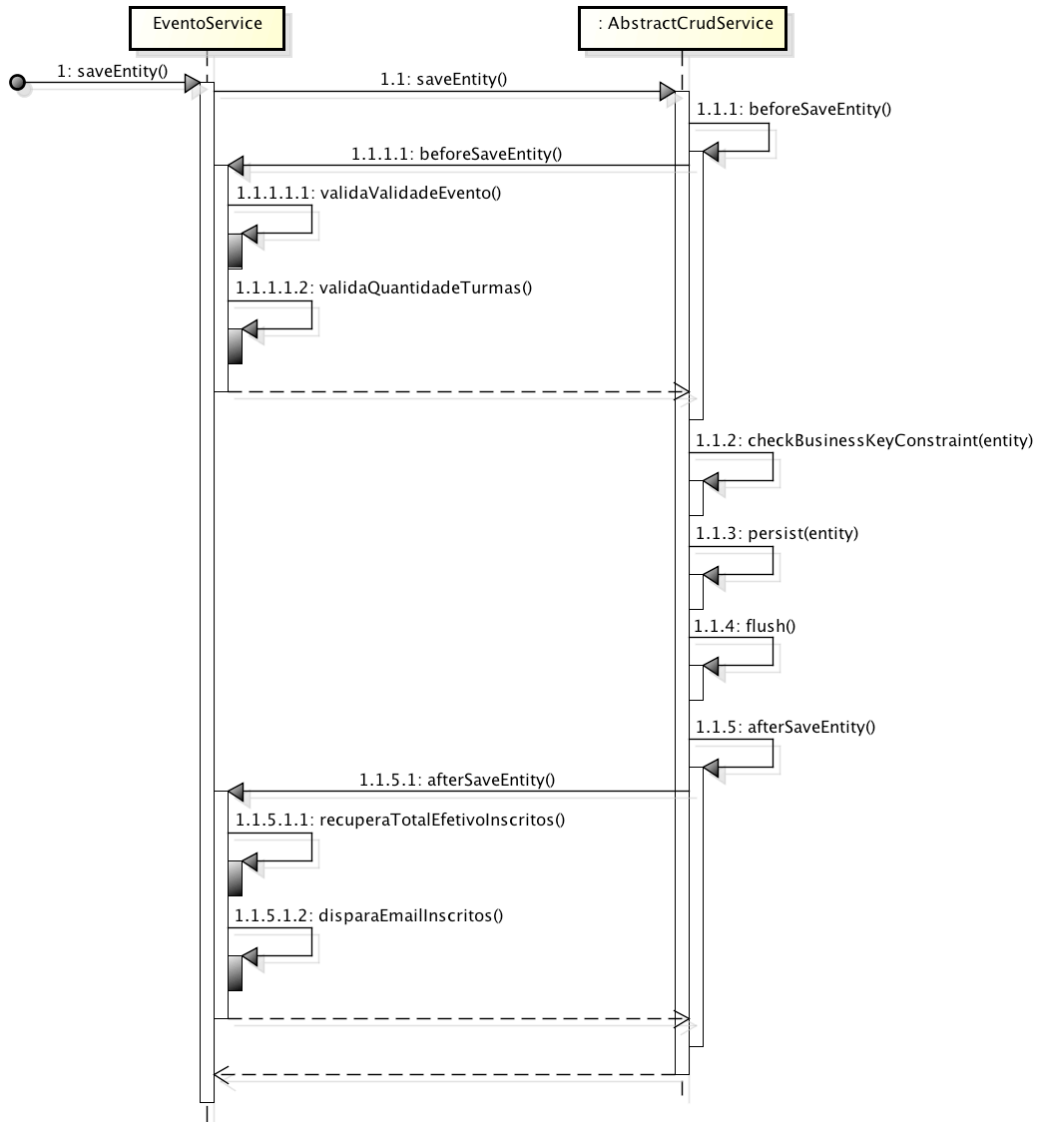 EventoService
: AbstractCrudService
1: saveEntity()
1.1: saveEntity()
1.1.1: beforeSaveEntity()
1.1.1.1: beforeSaveEntity()
1.1.1.1.1: validaValidadeEvento()
1.1.1.1.2: validaQuantidadeTurmas()
1.1.2: checkBusinessKeyConstraint(entity)
1.1.3: persist(entity)
1.1.4: flush()
1.1.5: afterSaveEntity()
1.1.5.1: afterSaveEntity()
1.1.5.1.1: recuperaTotalEfetivoInscritos()
1.1.5.1.2: disparaEmailInscritos()